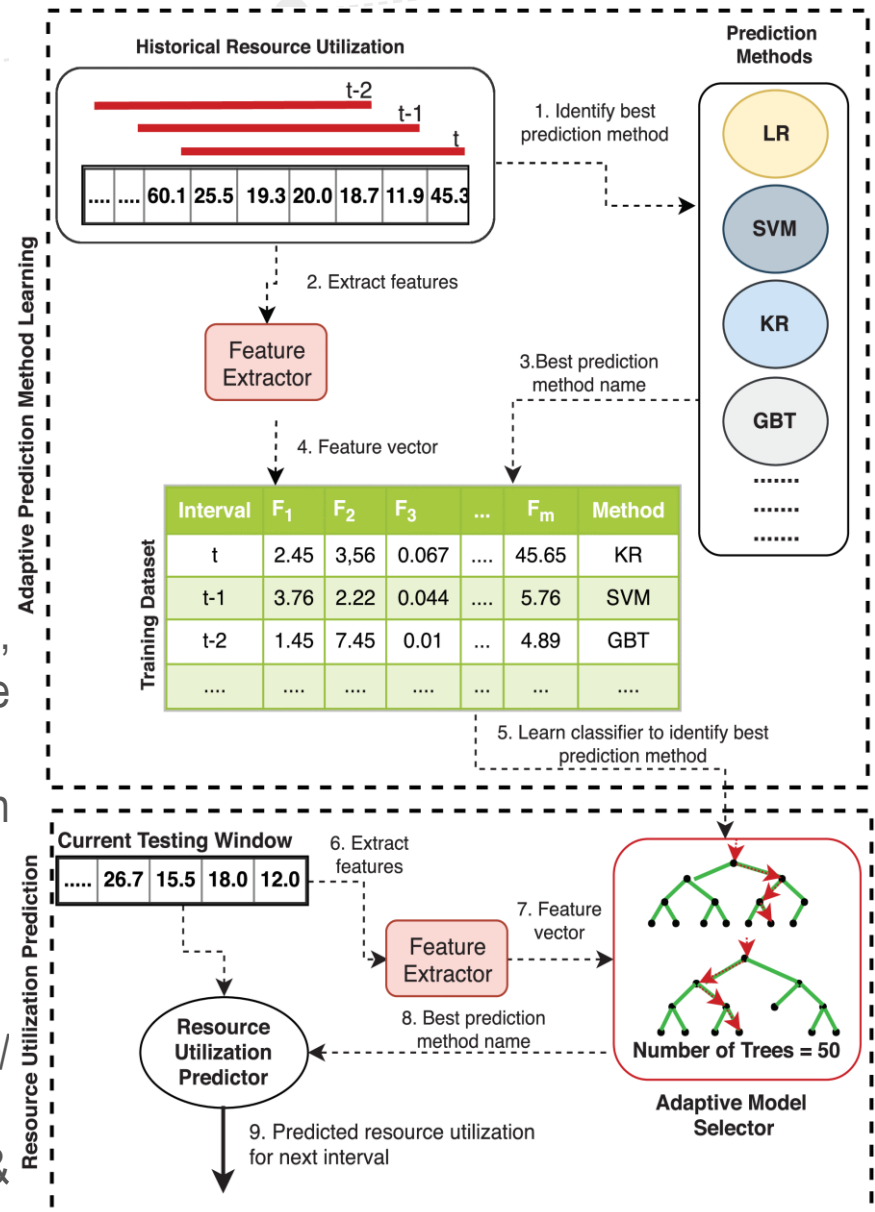 Historical Resource Utilization
Prediction
Methods
t-2
t-1
t
.... .... 60.1 25.5 19.3 20.0 18.7 11.9 45.3
1. Identify best
prediction method
LR
SVM
KR
GBT
.......
.......
.......
2. Extract features
Feature
Extractor
3.Best prediction
method name
4. Feature vector
Adaptive Prediction Method Learning
Training Dataset
Interval F1 F2 F3 ... Fm Method
t 2.45 3,56 0.067 .... 45.65 KR
t-1 3.76 2.22 0.044 .... 5.76 SVM
t-2 1.45 7.45 0.01 ... 4.89 GBT
.... .... .... .... ... ... ....
5. Learn classifier to identify best
prediction method
,
e
n
/
&
Resource Utilization Prediction
Current Testing Window
..... 26.7 15.5 18.0 12.0
6. Extract
features
Feature
Extractor
7. Feature
vector
8. Best prediction
method name
Resource
Utilization
Predictor
Number of Trees = 50
Adaptive Model
Selector
9. Predicted resource utilization
for next interval